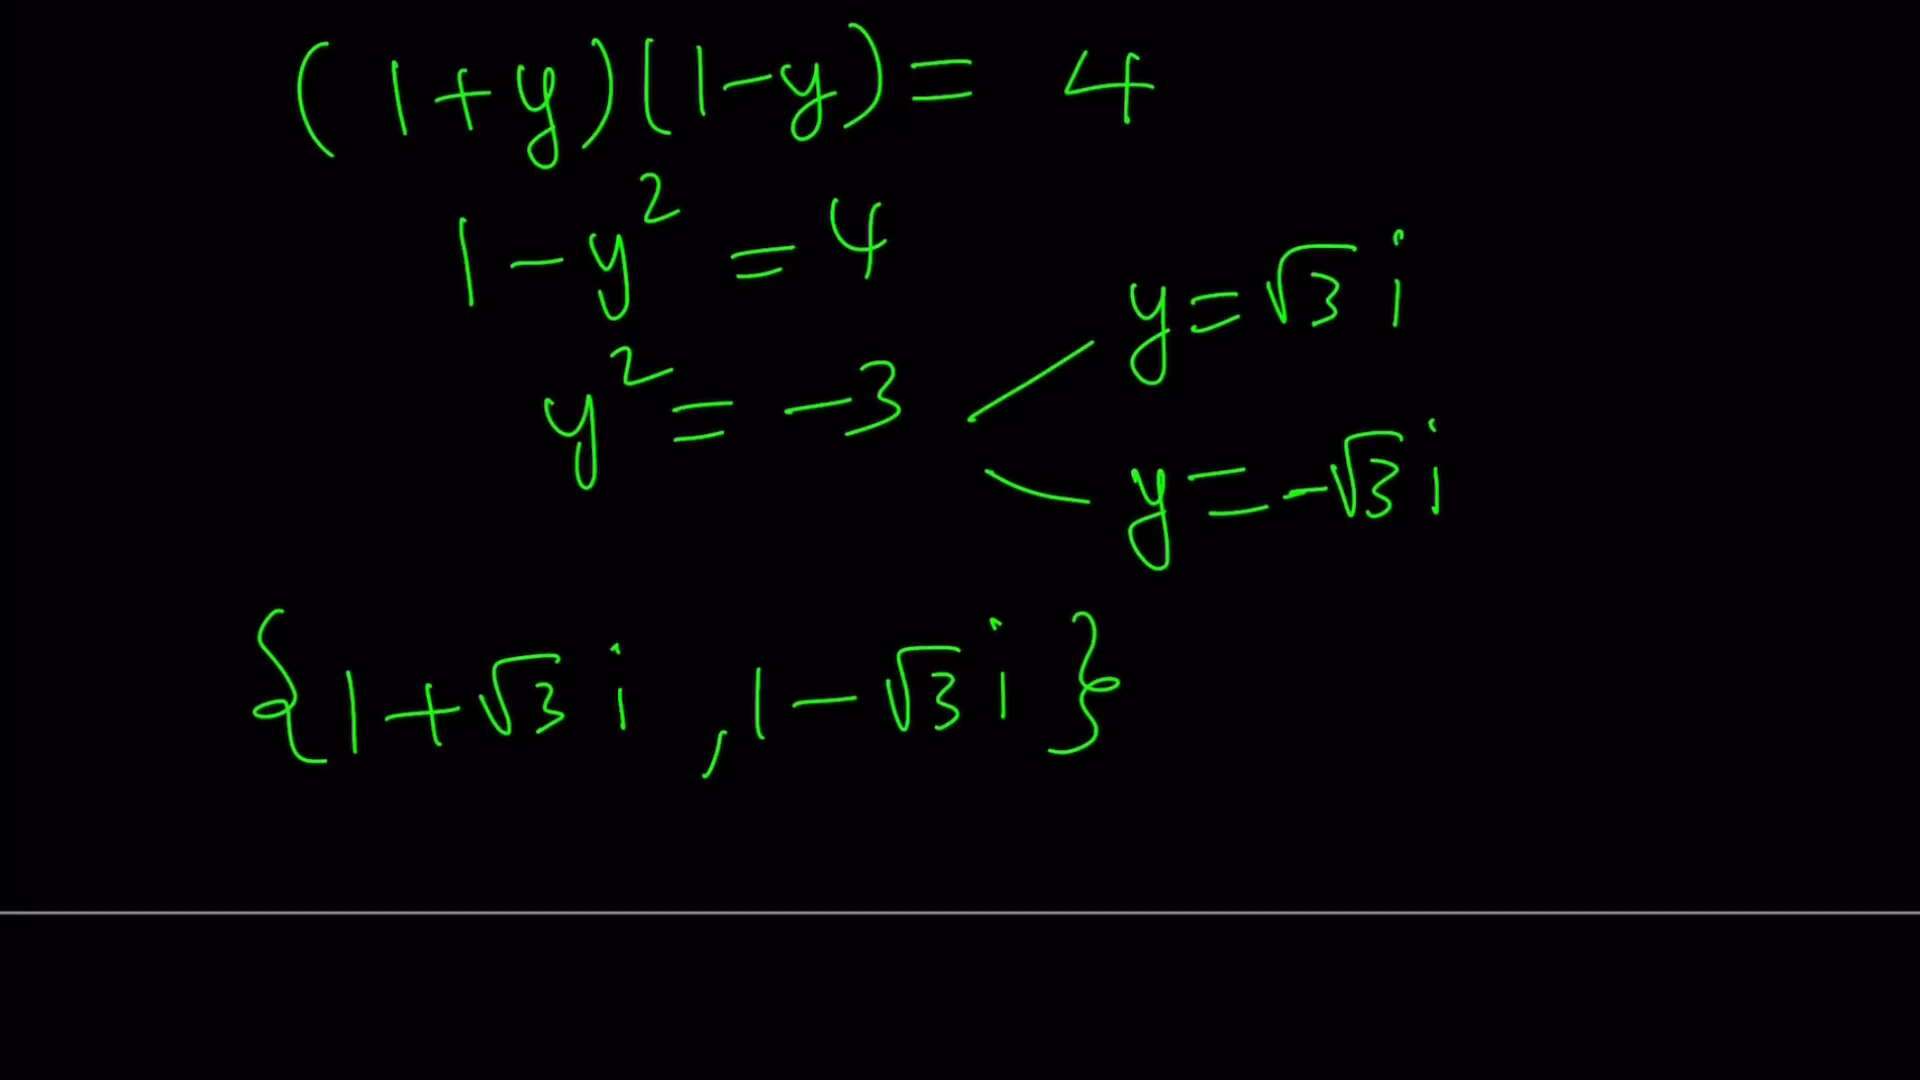 (1+y)(1-y) = 4
1 - y² = 4
y = √3 i
y² = -3
y = -√3 i
{1+√3 i , 1-√3 i}